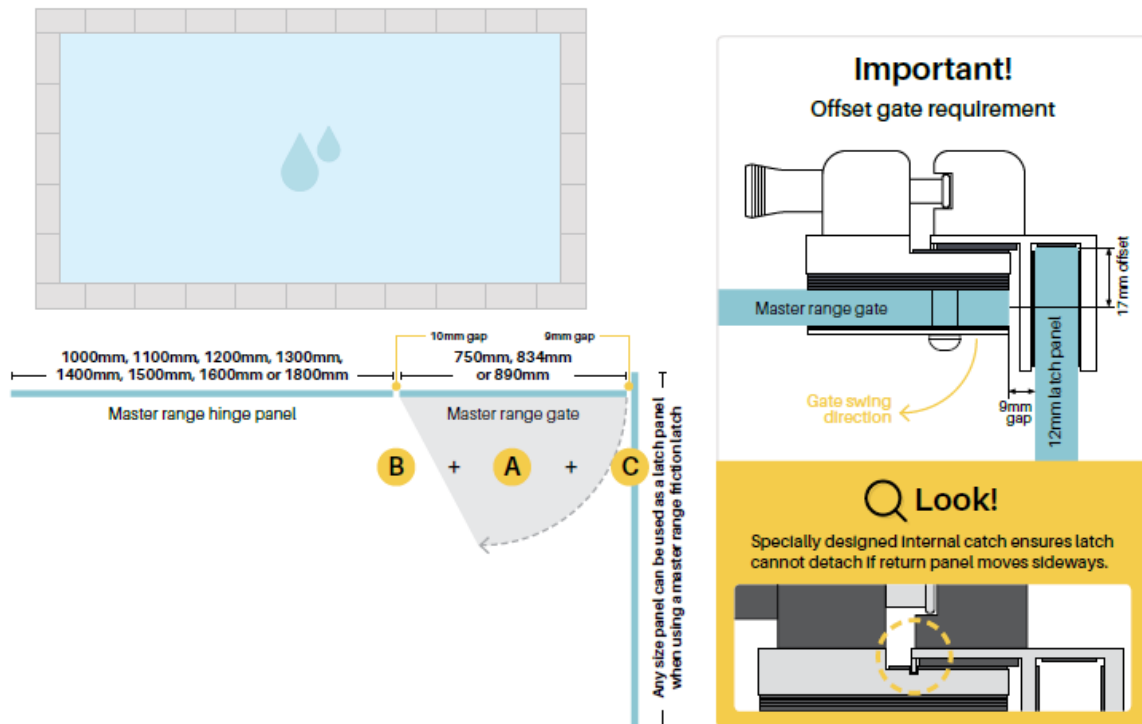 10mm gap
9mm gap
1000mm, 1100mm, 1200mm, 1300mm,
1400mm, 1500mm, 1600mm or 1800mm
750mm, 834mm
or 890mm
Master range hinge panel
Master range gate
B
+
A
+
C
Any size panel can be used as a latch panel
when using a master range friction latch
Important!
Offset gate requirement
17mm offset
Master range gate
Gate swing
direction
9mm
gap
12mm latch panel
Look!
Specially designed internal catch ensures latch
cannot detach if return panel moves sideways.